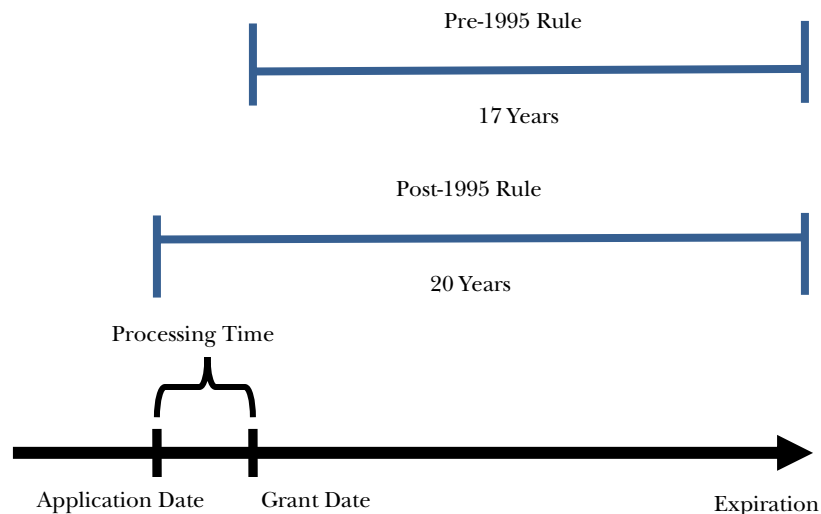 Pre-1995 Rule
17 Years
Post-1995 Rule
20 Years
Processing Time
Application Date
Grant Date
Expiration